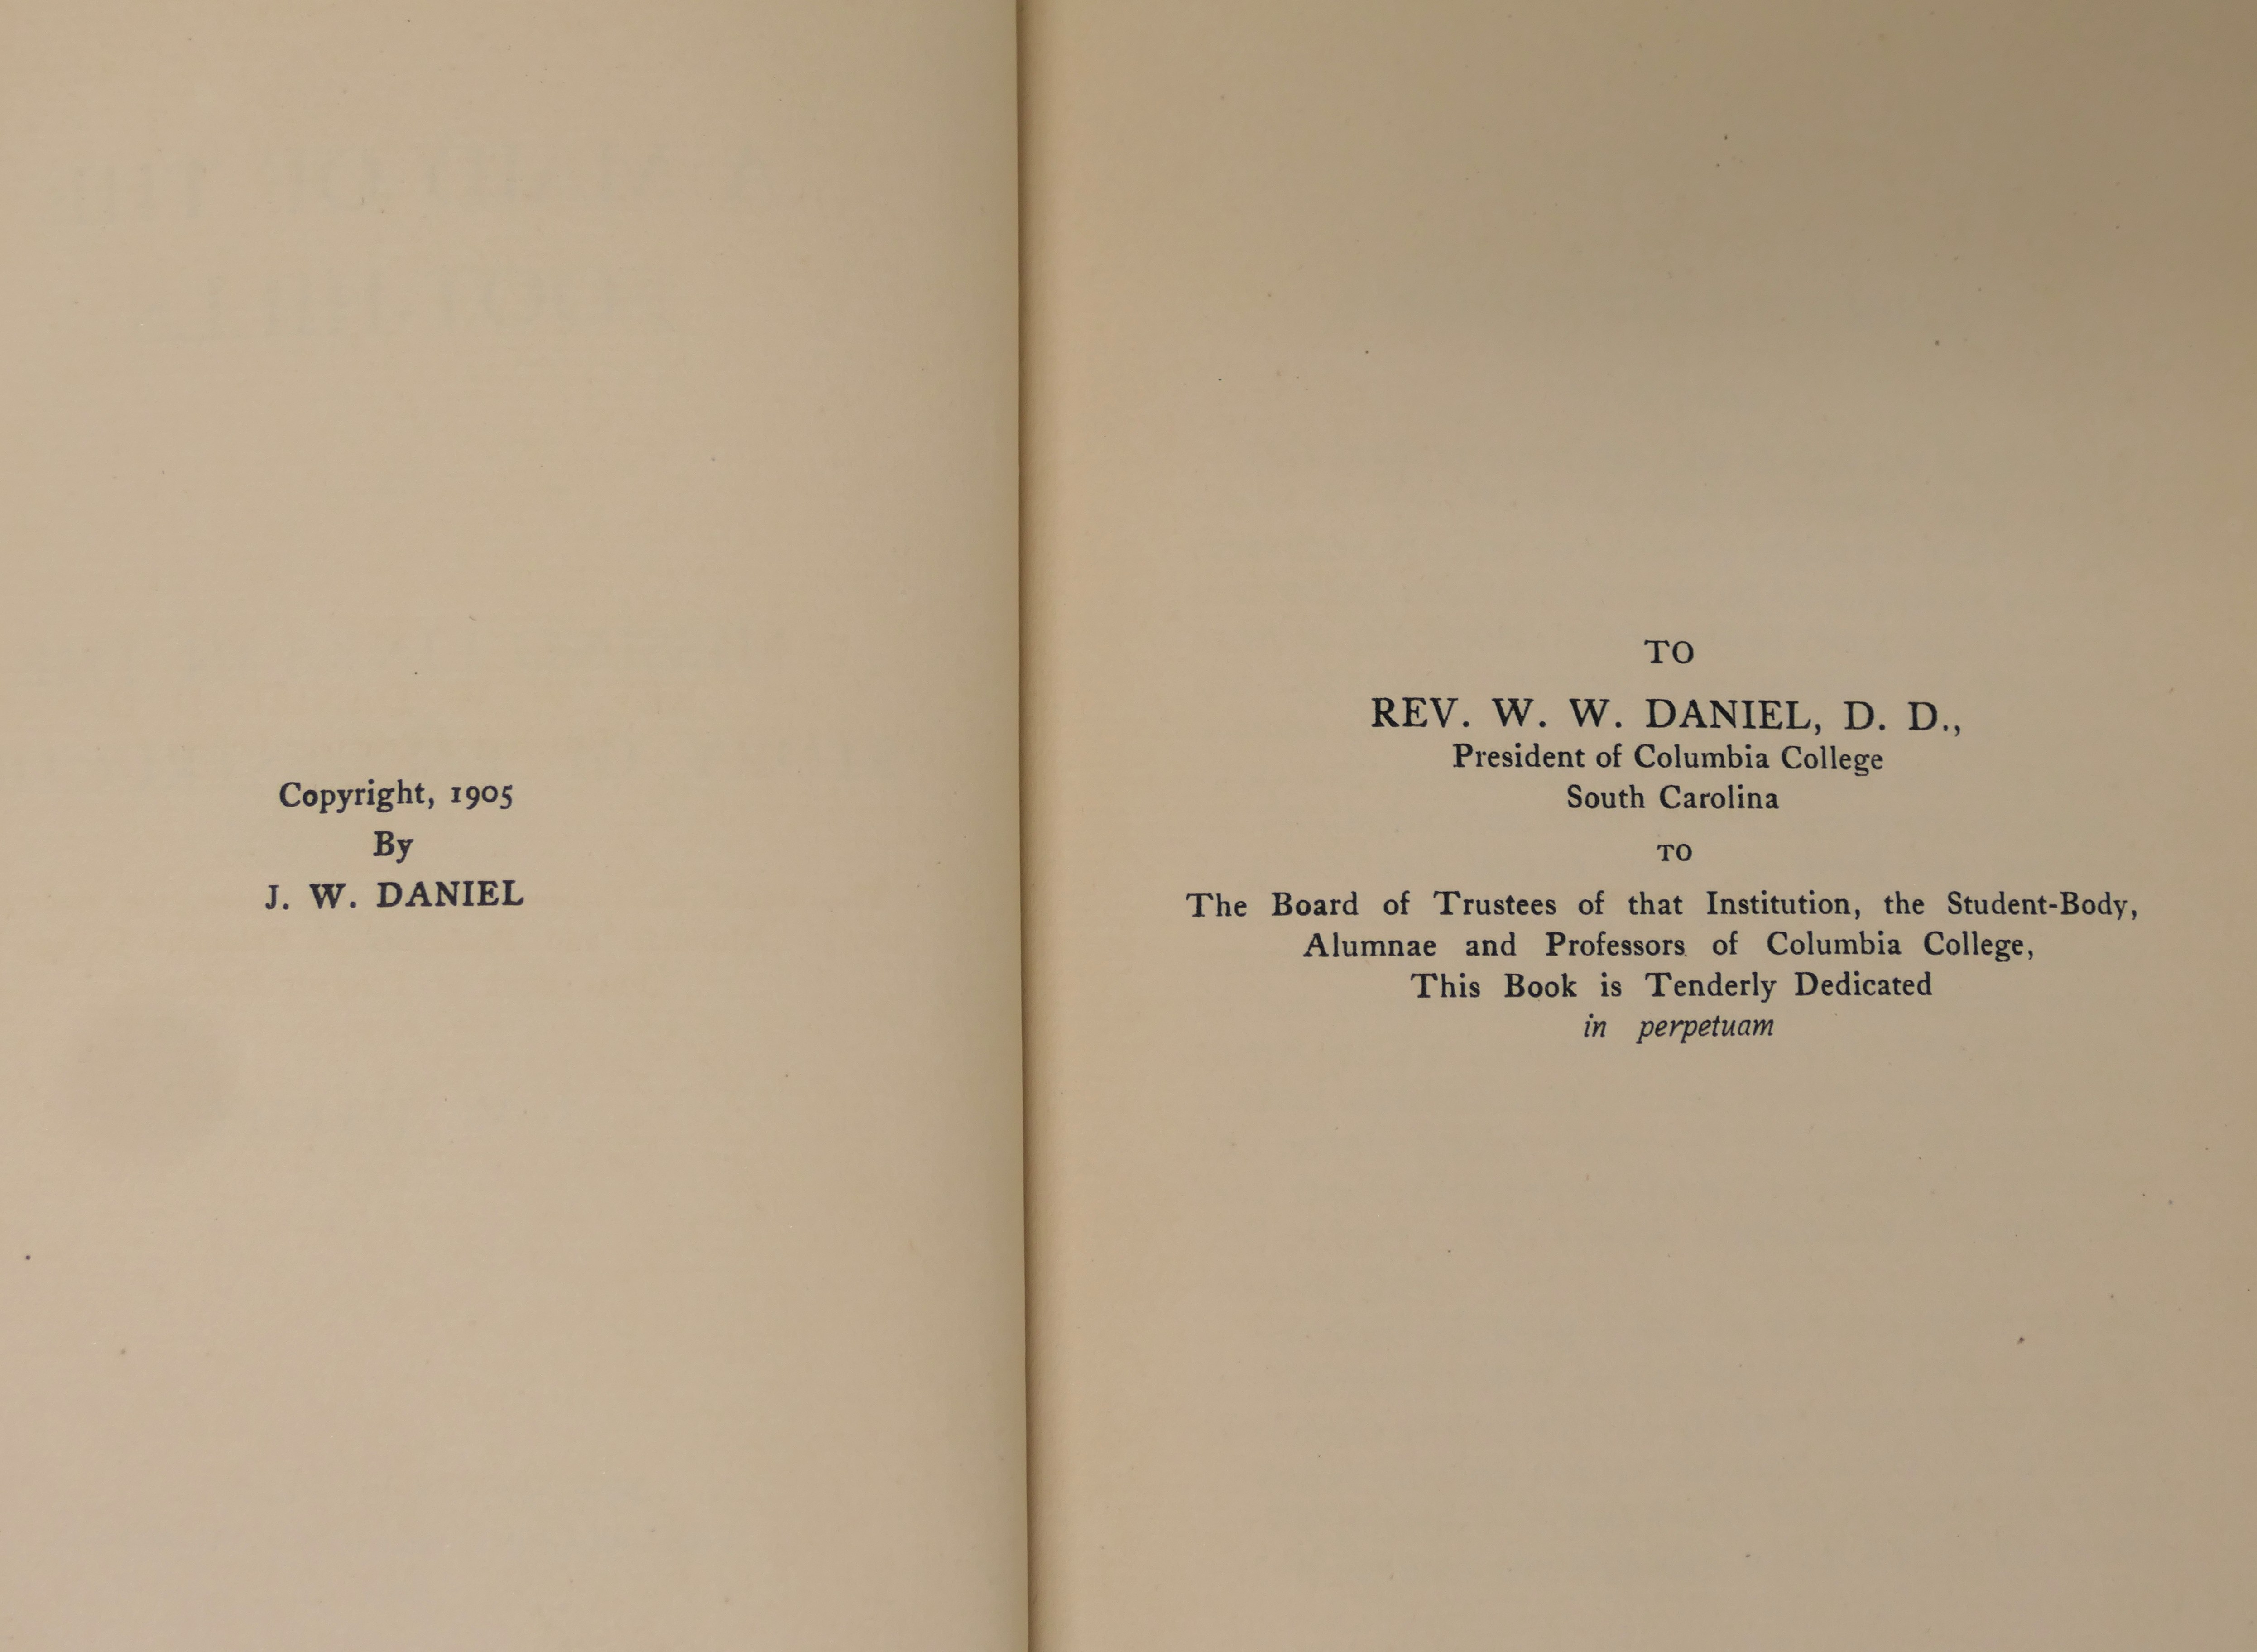 Copyright, 1905
By
J. W. DANIEL
TO
REV. W. W. DANIEL, D. D.,
President of Columbia College
South Carolina
TO
The Board of Trustees of that Institution, the Student-Body,
Alumnae and Professors of Columbia College,
This Book is Tenderly Dedicated
in perpetuam